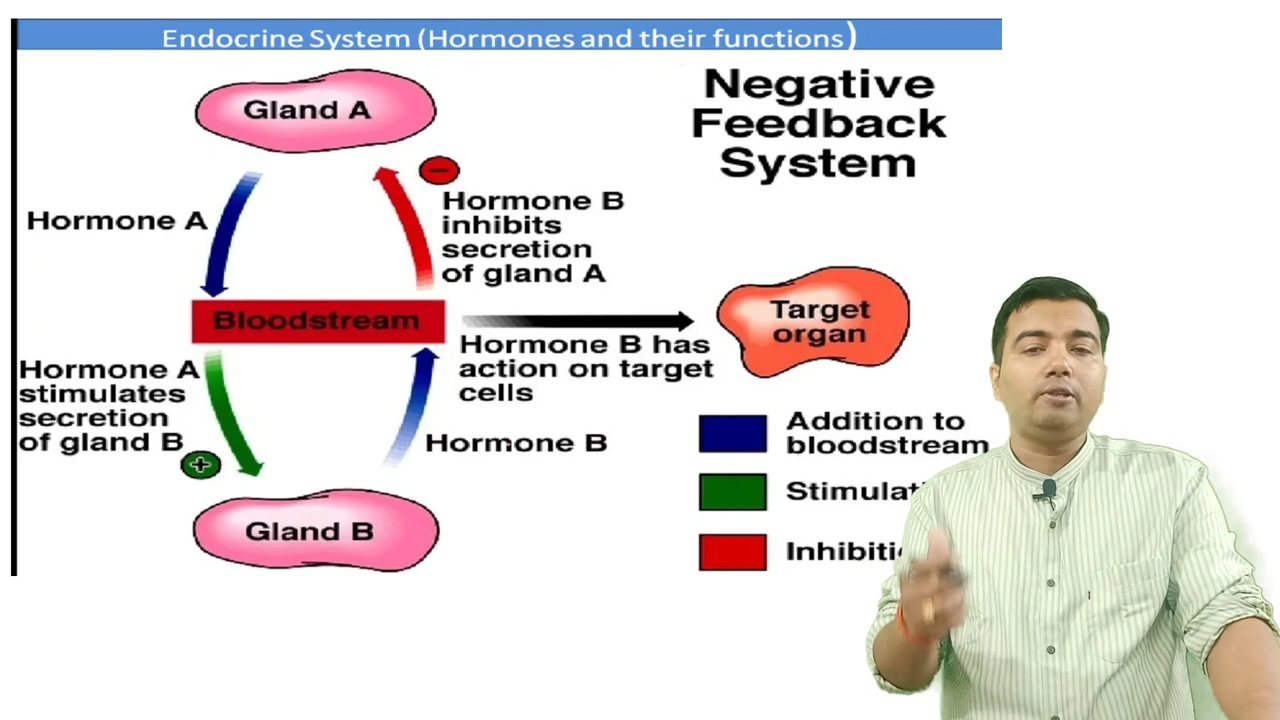 Endocrine System (Hormones and their functions)
Negative
Feedback
System
Gland A
Hormone A
Hormone B
inhibits
secretion
of gland A
Bloodstream
Target
organ
Hormone B has
action on target
cells
Hormone A
stimulates
secretion
of gland B
Hormone B
Gland B
Addition to
bloodstream